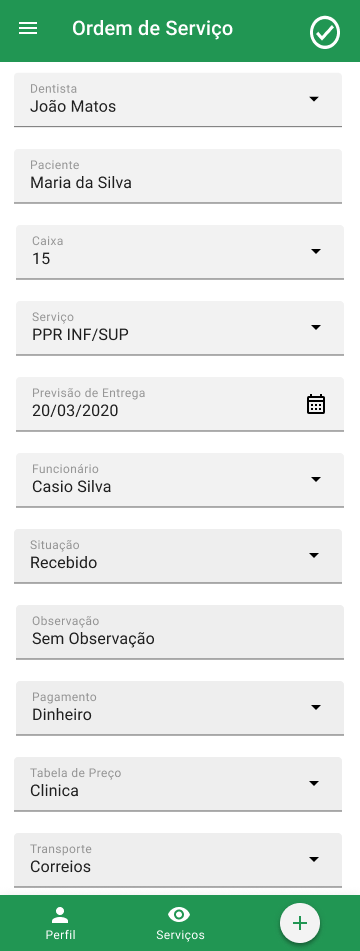 Ordem de Serviço
Dentista
João Matos
Paciente
Maria da Silva
Caixa
15
Serviço
PPR INF/SUP
Previsão de Entrega
20/03/2020
Funcionário
Casio Silva
Situação
Recebido
Observação
Sem Observação
Pagamento
Dinheiro
Tabela de Preço
Clinica
Transporte
Correios
Perfil
Serviços